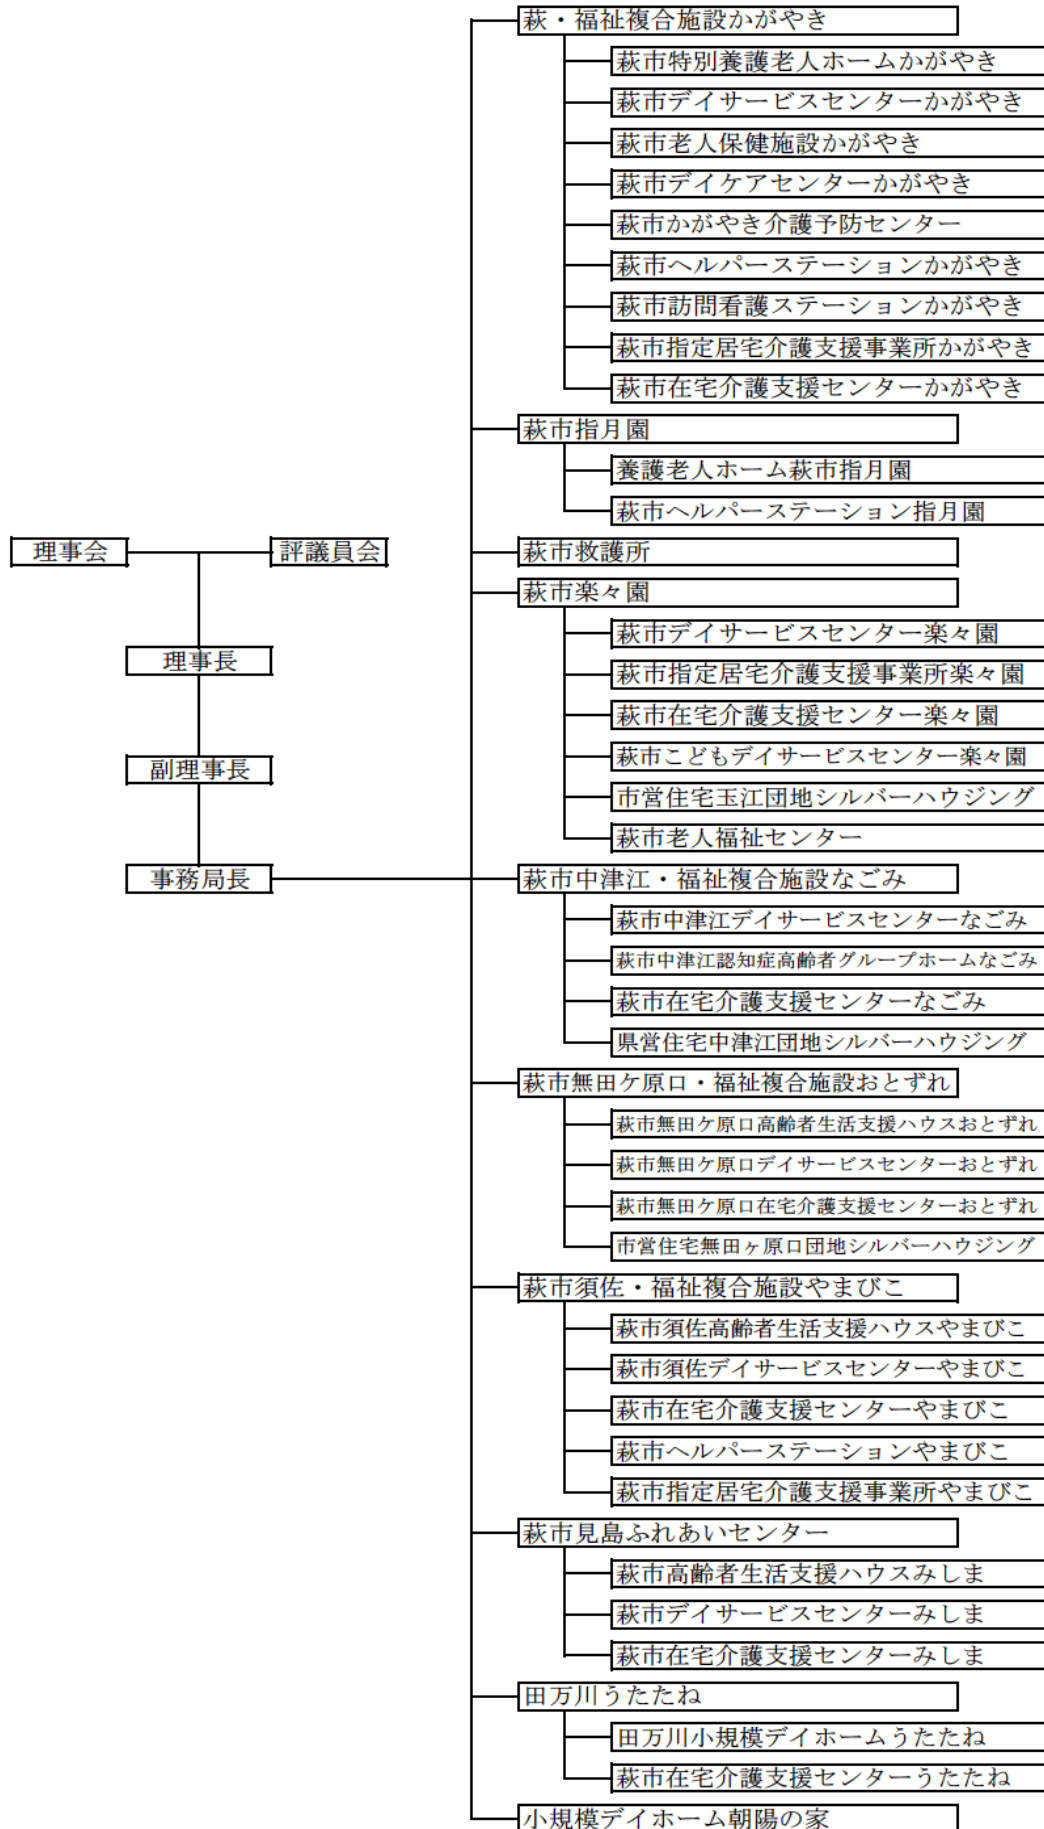 理事会
評議員会
理事長
副理事長
事務局長
萩・福祉複合施設かがやき
萩市特別養護老人ホームかがやき
萩市デイサービスセンターかがやき
萩市老人保健施設かがやき
萩市デイケアセンターかがやき
萩市かがやき介護予防センター
萩市ヘルパーステーションかがやき
萩市訪問看護ステーションかがやき
萩市指定居宅介護支援事業所かがやき
萩市在宅介護支援センターかがやき
萩市指月園
養護老人ホーム萩市指月園
萩市ヘルパーステーション指月園
萩市救護所
萩市楽々園
萩市デイサービスセンター楽々園
萩市指定居宅介護支援事業所楽々園
萩市在宅介護支援センター楽々園
萩市こどもデイサービスセンター楽々園
市営住宅玉江団地シルバーハウジング
萩市老人福祉センター
萩市中津江・福祉複合施設なごみ
萩市中津江デイサービスセンターなごみ
萩市中津江認知症高齢者グループホームなごみ
萩市在宅介護支援センターなごみ
県営住宅中津江団地シルバーハウジング
萩市無田ケ原口・福祉複合施設おとずれ
萩市無田ケ原口高齢者生活支援ハウスおとずれ
萩市無田ケ原口デイサービスセンターおとずれ
萩市無田ケ原口在宅介護支援センターおとずれ
市営住宅無田ヶ原口団地シルバーハウジング
萩市須佐・福祉複合施設やまびこ
萩市須佐高齢者生活支援ハウスやまびこ
萩市須佐デイサービスセンターやまびこ
萩市在宅介護支援センターやまびこ
萩市ヘルパーステーションやまびこ
萩市指定居宅介護支援事業所やまびこ
萩市見島ふれあいセンター
萩市高齢者生活支援ハウスみしま
萩市デイサービスセンターみしま
萩市在宅介護支援センターみしま
田万川うたたね
田万川小規模デイホームうたたね
萩市在宅介護支援センターうたたね
小規模デイホーム朝陽の家